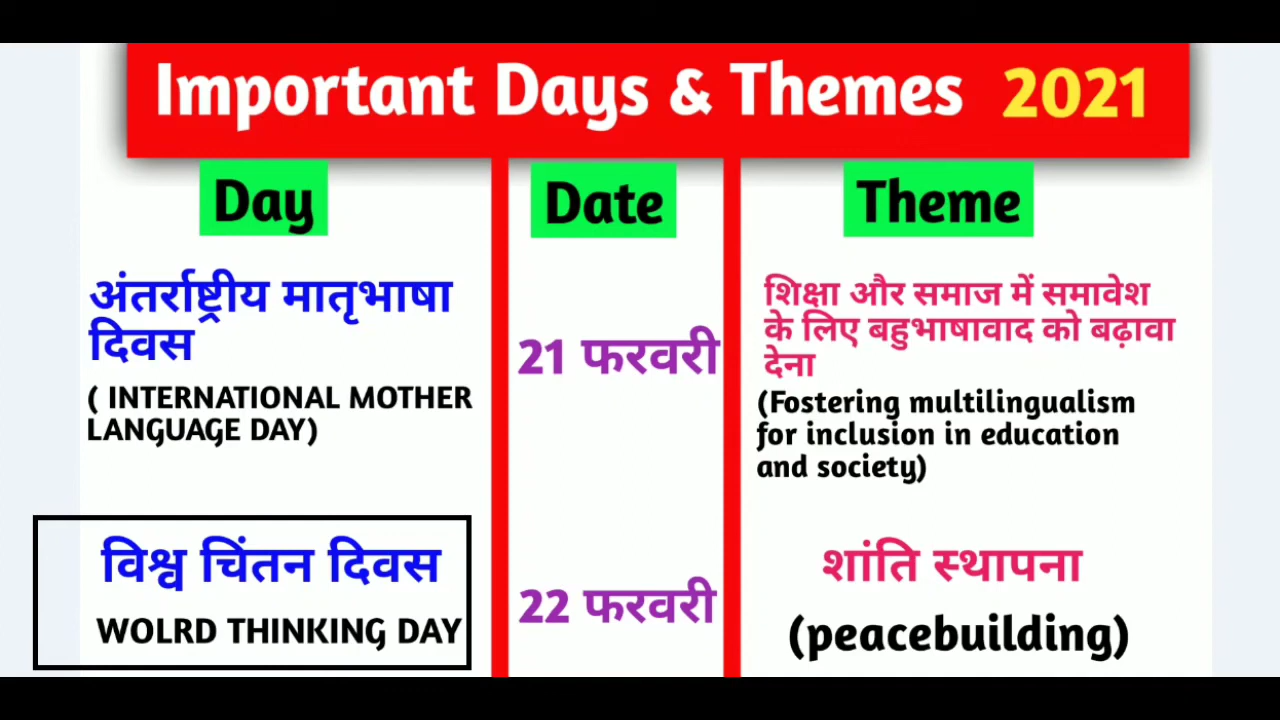 Important Days & Themes 2021
Day
Date
Theme
अंतर्राष्ट्रीय मातृभाषा
दिवस
( INTERNATIONAL MOTHER
LANGUAGE DAY)
21 फरवरी
शिक्षा और समाज में समावेश
के लिए बहुभाषावाद को बढ़ावा
देना
(Fostering multilingualism
for inclusion in education
and society)
विश्व चिंतन दिवस
WOLRD THINKING DAY
22 फरवरी
शांति स्थापना
(peacebuilding)